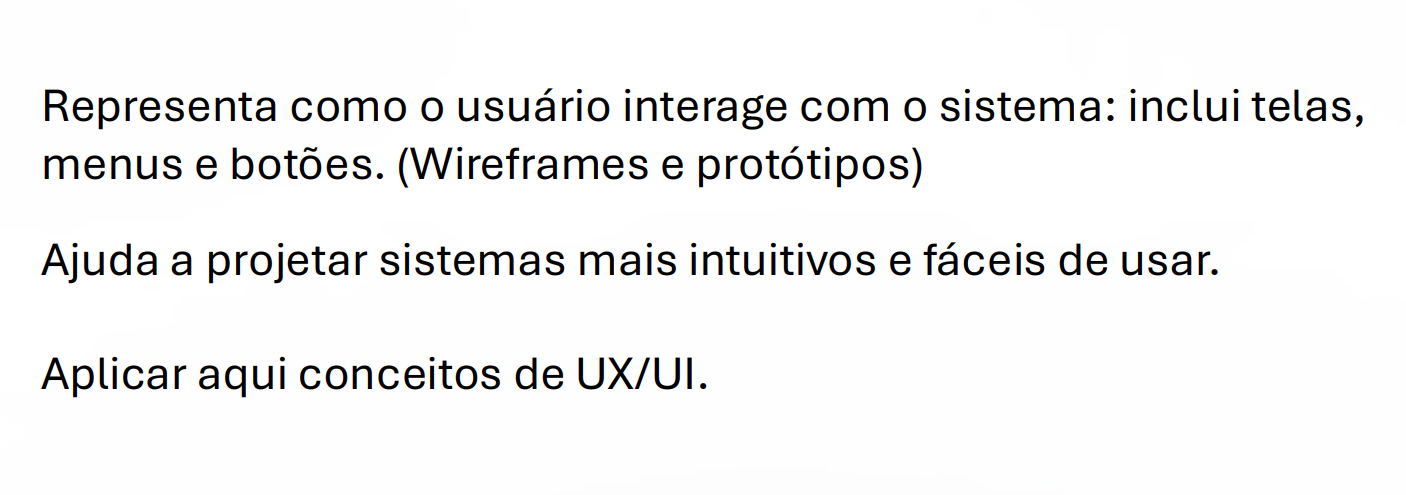 Representa como o usuário interage com o sistema: inclui telas,
menus e botões. (Wireframes e protótipos)
Ajuda a projetar sistemas mais intuitivos e fáceis de usar.
Aplicar aqui conceitos de UX/UI.